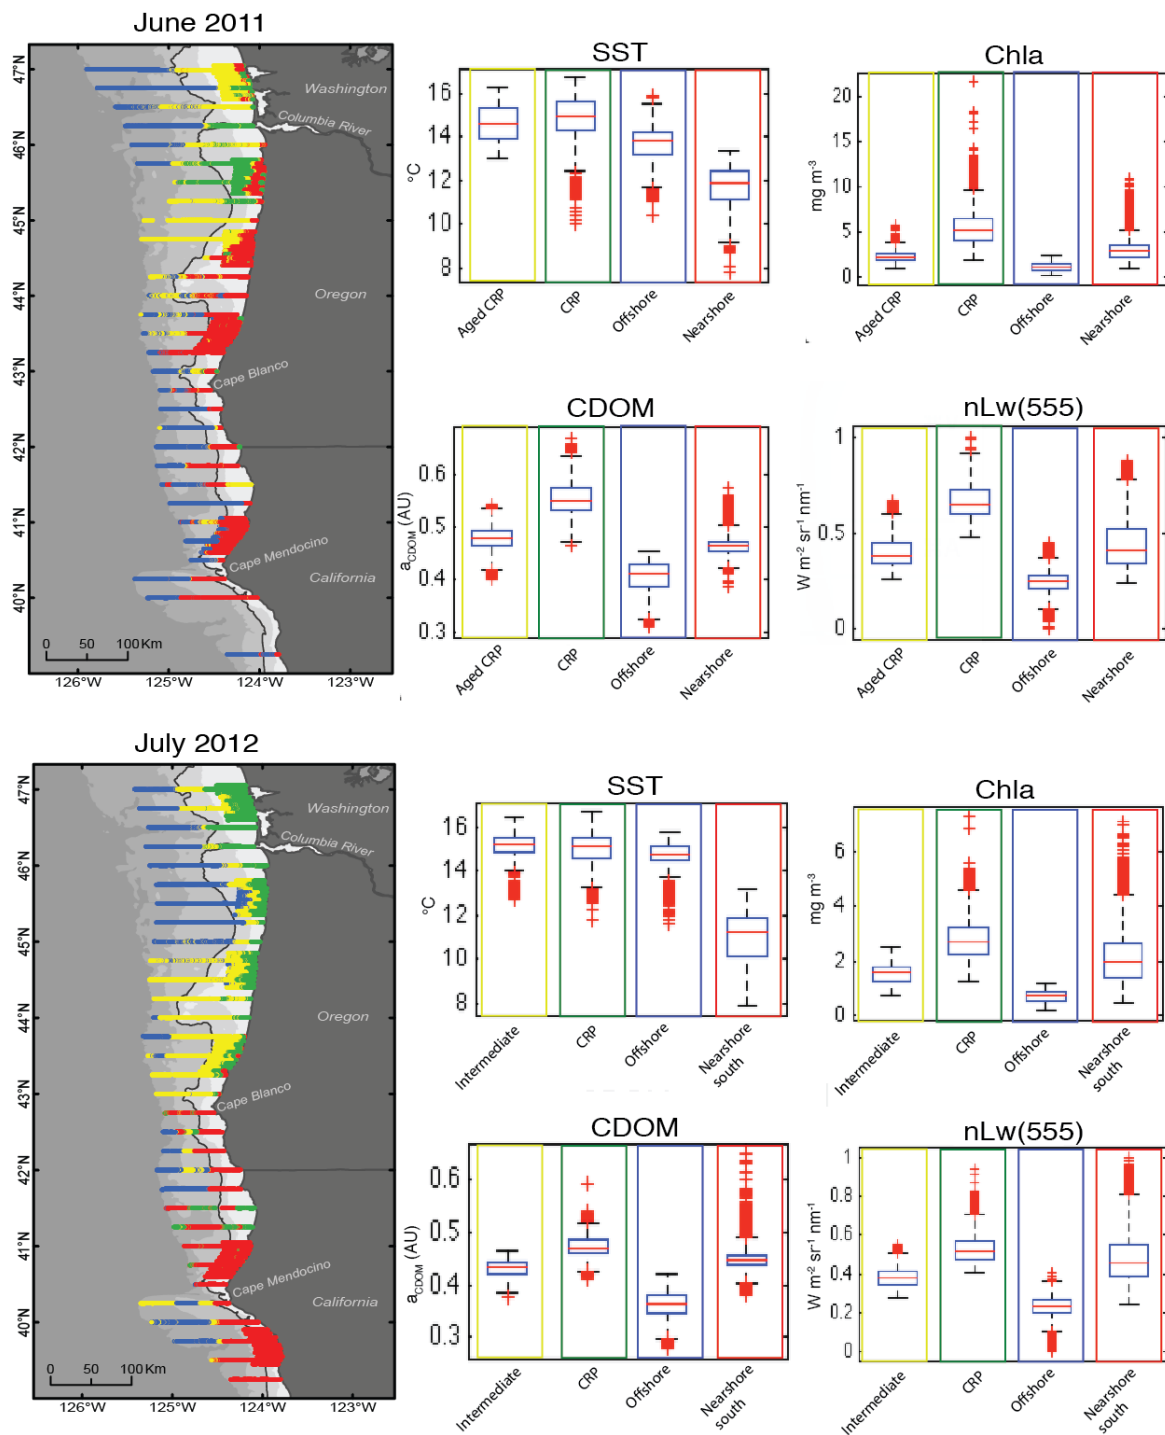 June 2011
47°N
46°N
45°N
44°N
43°N
42°N
41°N
40°N
Washington
Columbia River
Oregon
Cape Blanco
Cape Mendocino
California
0 50 100 Km
126°W 125°W 124°W 123°W
SST
°C
16
14
12
10
8
Aged CRP
CRP
Offshore
Nearshore
Chla
mg m-3
20
15
10
5
0
Aged CRP
CRP
Offshore
Nearshore
CDOM
aCDOM (AU)
0.6
0.5
0.4
0.3
Aged CRP
CRP
Offshore
Nearshore
nLw(555)
W m-2 sr-1 nm-1
1
0.5
0
Aged CRP
CRP
Offshore
Nearshore
July 2012
47°N
46°N
45°N
44°N
43°N
42°N
41°N
40°N
Washington
Columbia River
Oregon
Cape Blanco
Cape Mendocino
California
0 50 100 Km
126°W 125°W 124°W 123°W
SST
°C
16
14
12
10
8
Intermediate
CRP
Offshore
Nearshore
south
Chla
mg m-3
6
4
2
0
Intermediate
CRP
Offshore
Nearshore
south
CDOM
aCDOM (AU)
0.6
0.5
0.4
0.3
Intermediate
CRP
Offshore
Nearshore
south
nLw(555)
W m-2 sr-1 nm-1
1
0.8
0.6
0.4
0.2
0
Intermediate
CRP
Offshore
Nearshore
south